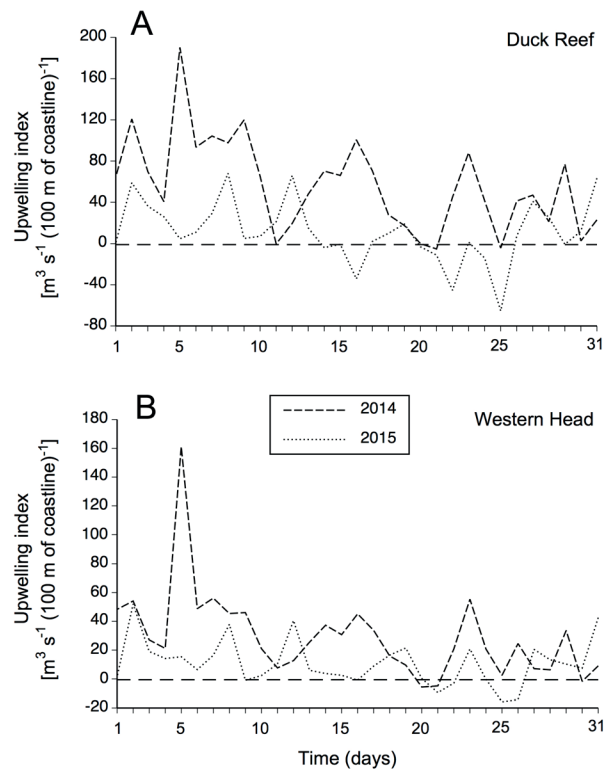 A
Duck Reef
Upwelling index
[m³ s⁻¹ (100 m of coastline)⁻¹]
200
160
120
80
40
0
-40
-80
1 5 10 15 20 25 31
B
Western Head
2014
2015
Upwelling index
[m³ s⁻¹ (100 m of coastline)⁻¹]
180
160
140
120
100
80
60
40
20
0
-20
1 5 10 15 20 25 31
Time (days)